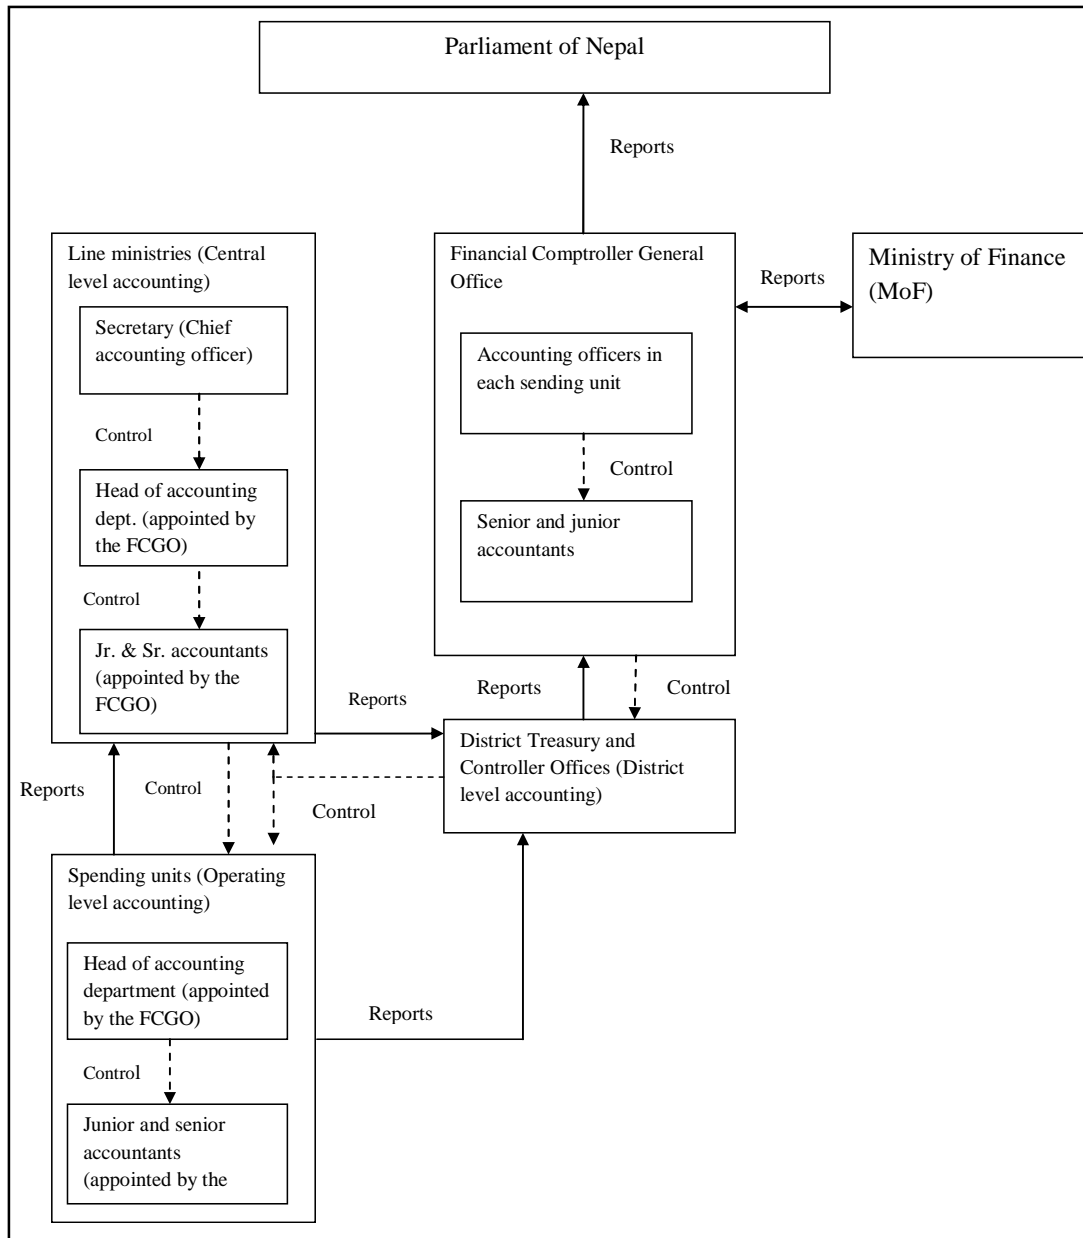 Parliament of Nepal
Reports
Line ministries (Central
level accounting)
Secretary (Chief
accounting officer)
Control
Head of accounting
dept. (appointed by
the FCGO)
Control
Jr. & Sr. accountants
(appointed by the
FCGO)
Financial Comptroller General
Office
Accounting officers in
each sending unit
Control
Senior and junior
accountants
Reports
Ministry of Finance
(MoF)
Reports
Control
Reports
District Treasury and
Controller Offices (District
level accounting)
Reports
Control
Control
Spending units (Operating
level accounting)
Head of accounting
department (appointed
by the FCGO)
Control
Junior and senior
accountants
(appointed by the
Reports